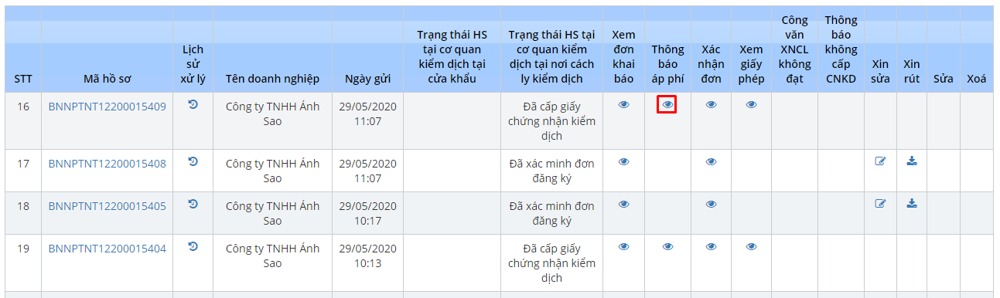 STT
Mã hồ sơ
Lịch
sử
xử lý
Tên doanh nghiệp
Ngày gửi
Trạng thái HS
tại cơ quan
kiểm dịch tại
cửa khẩu
Trạng thái HS tại
cơ quan kiểm
dịch tại nơi cách
ly kiểm dịch
Xem
đơn
khai
báo
Thông
báo
áp phí
Xác
nhận
đơn
Xem
giấy
phép
Công
văn
XNCL
không
đạt
Thông
báo
không
cấp
CNKD
Xin
sửa
Xin
rút
Sửa
Xoá
16
BNNPTNT12200015409
Công ty TNHH Ánh
Sao
29/05/2020
11:07
Đã cấp giấy
chứng nhận kiểm
dịch
17
BNNPTNT12200015408
Công ty TNHH Ánh
Sao
29/05/2020
11:07
Đã xác minh đơn
đăng ký
18
BNNPTNT12200015405
Công ty TNHH Ánh
Sao
29/05/2020
10:17
Đã xác minh đơn
đăng ký
19
BNNPTNT12200015404
Công ty TNHH Ánh
Sao
29/05/2020
10:13
Đã cấp giấy
chứng nhận kiểm
dịch